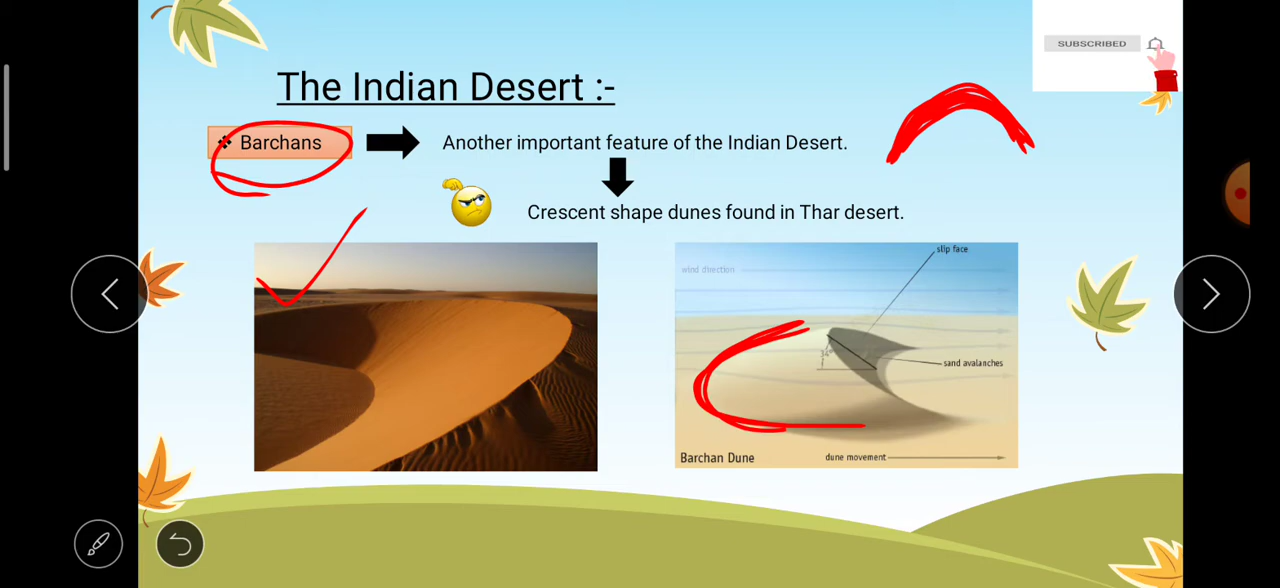 SUBSCRIBED
The Indian Desert :-
❖ Barchans
Another important feature of the Indian Desert.
Crescent shape dunes found in Thar desert.
slip face
wind direction
34°
sand avalanches
Barchan Dune
dune movement